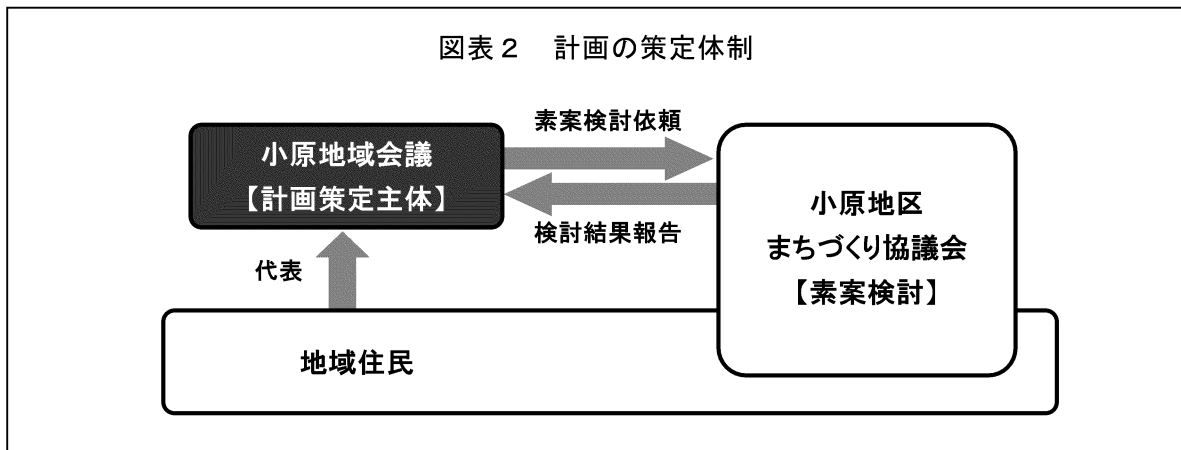 図表２　計画の策定体制
素案検討依頼
小原地域会議
【計画策定主体】
検討結果報告
小原地区
まちづくり協議会
【素案検討】
代表
地域住民